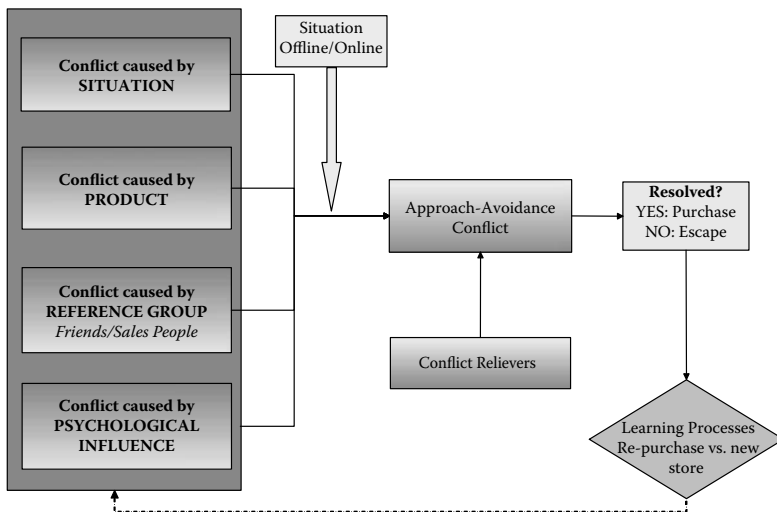 Situation
Offline/Online
Conflict caused by
SITUATION
Conflict caused by
PRODUCT
Conflict caused by
REFERENCE GROUP
Friends/Sales People
Conflict caused by
PSYCHOLOGICAL
INFLUENCE
Approach-Avoidance
Conflict
Conflict Relievers
Resolved?
YES: Purchase
NO: Escape
Learning Processes
Re-purchase vs. new
store